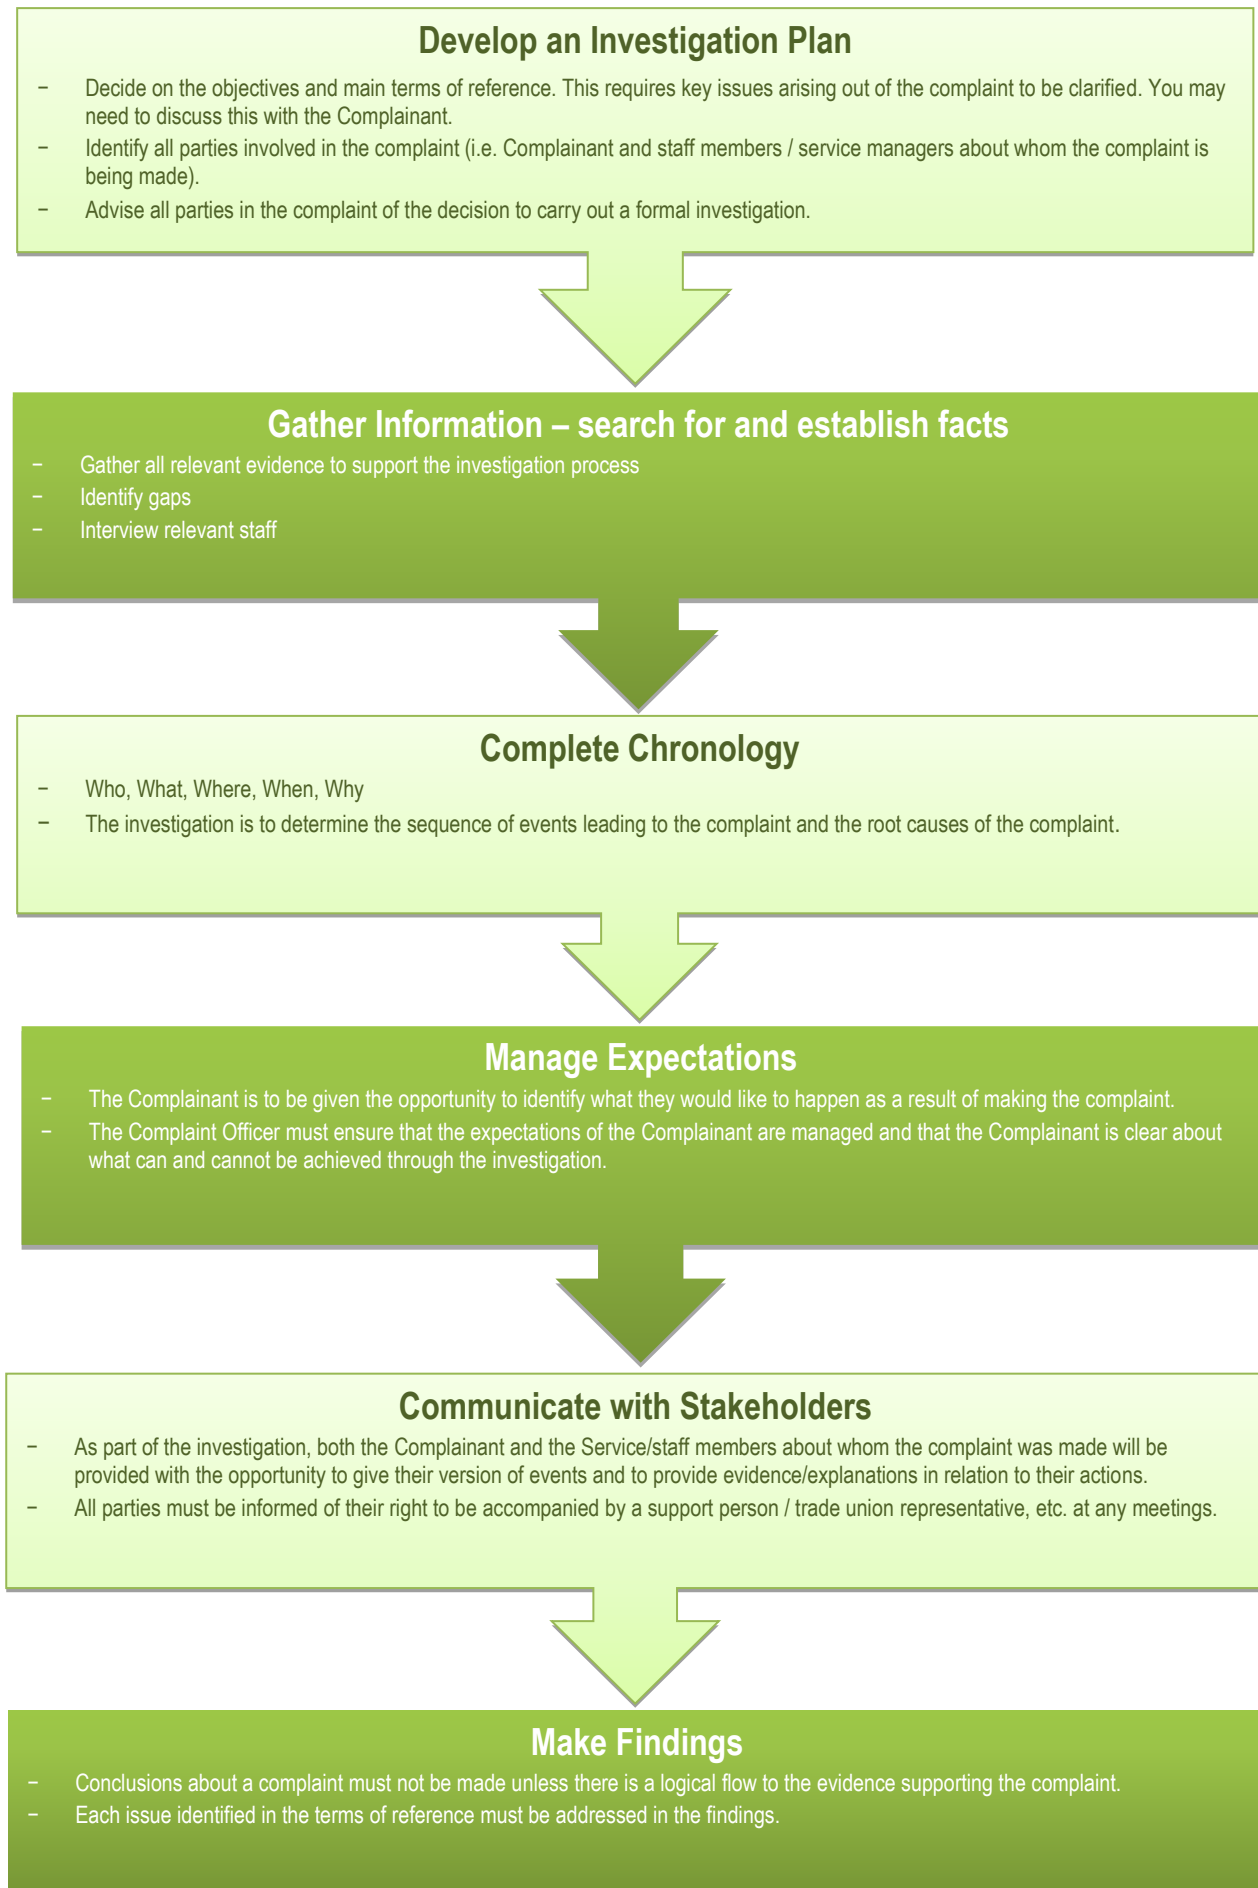 Develop an Investigation Plan
− Decide on the objectives and main terms of reference. This requires key issues arising out of the complaint to be clarified. You may
need to discuss this with the Complainant.
− Identify all parties involved in the complaint (i.e. Complainant and staff members / service managers about whom the complaint is
being made).
− Advise all parties in the complaint of the decision to carry out a formal investigation.
Gather Information – search for and establish facts
− Gather all relevant evidence to support the investigation process
− Identify gaps
− Interview relevant staff
Complete Chronology
− Who, What, Where, When, Why
− The investigation is to determine the sequence of events leading to the complaint and the root causes of the complaint.
Manage Expectations
− The Complainant is to be given the opportunity to identify what they would like to happen as a result of making the complaint.
− The Complaint Officer must ensure that the expectations of the Complainant are managed and that the Complainant is clear about
what can and cannot be achieved through the investigation.
Communicate with Stakeholders
− As part of the investigation, both the Complainant and the Service/staff members about whom the complaint was made will be
provided with the opportunity to give their version of events and to provide evidence/explanations in relation to their actions.
− All parties must be informed of their right to be accompanied by a support person / trade union representative, etc. at any meetings.
Make Findings
− Conclusions about a complaint must not be made unless there is a logical flow to the evidence supporting the complaint.
− Each issue identified in the terms of reference must be addressed in the findings.